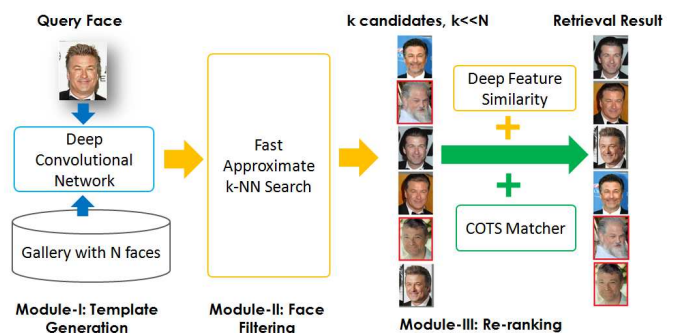 Query Face
k candidates, k<<N
Retrieval Result
Deep
Convolutional
Network
Gallery with N faces
Fast
Approximate
k-NN Search
Deep Feature
Similarity
COTS Matcher
Module-I: Template
Generation
Module-II: Face
Filtering
Module-III: Re-ranking